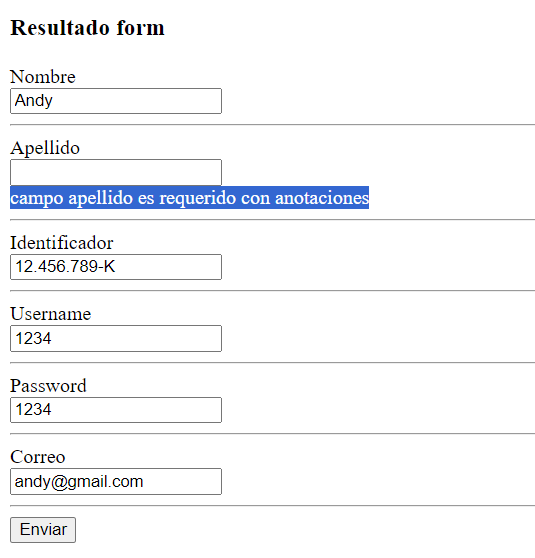 Resultado form
Nombre
Andy
Apellido
campo apellido es requerido con anotaciones
Identificador
12.456.789-K
Username
1234
Password
1234
Correo
andy@gmail.com
Enviar